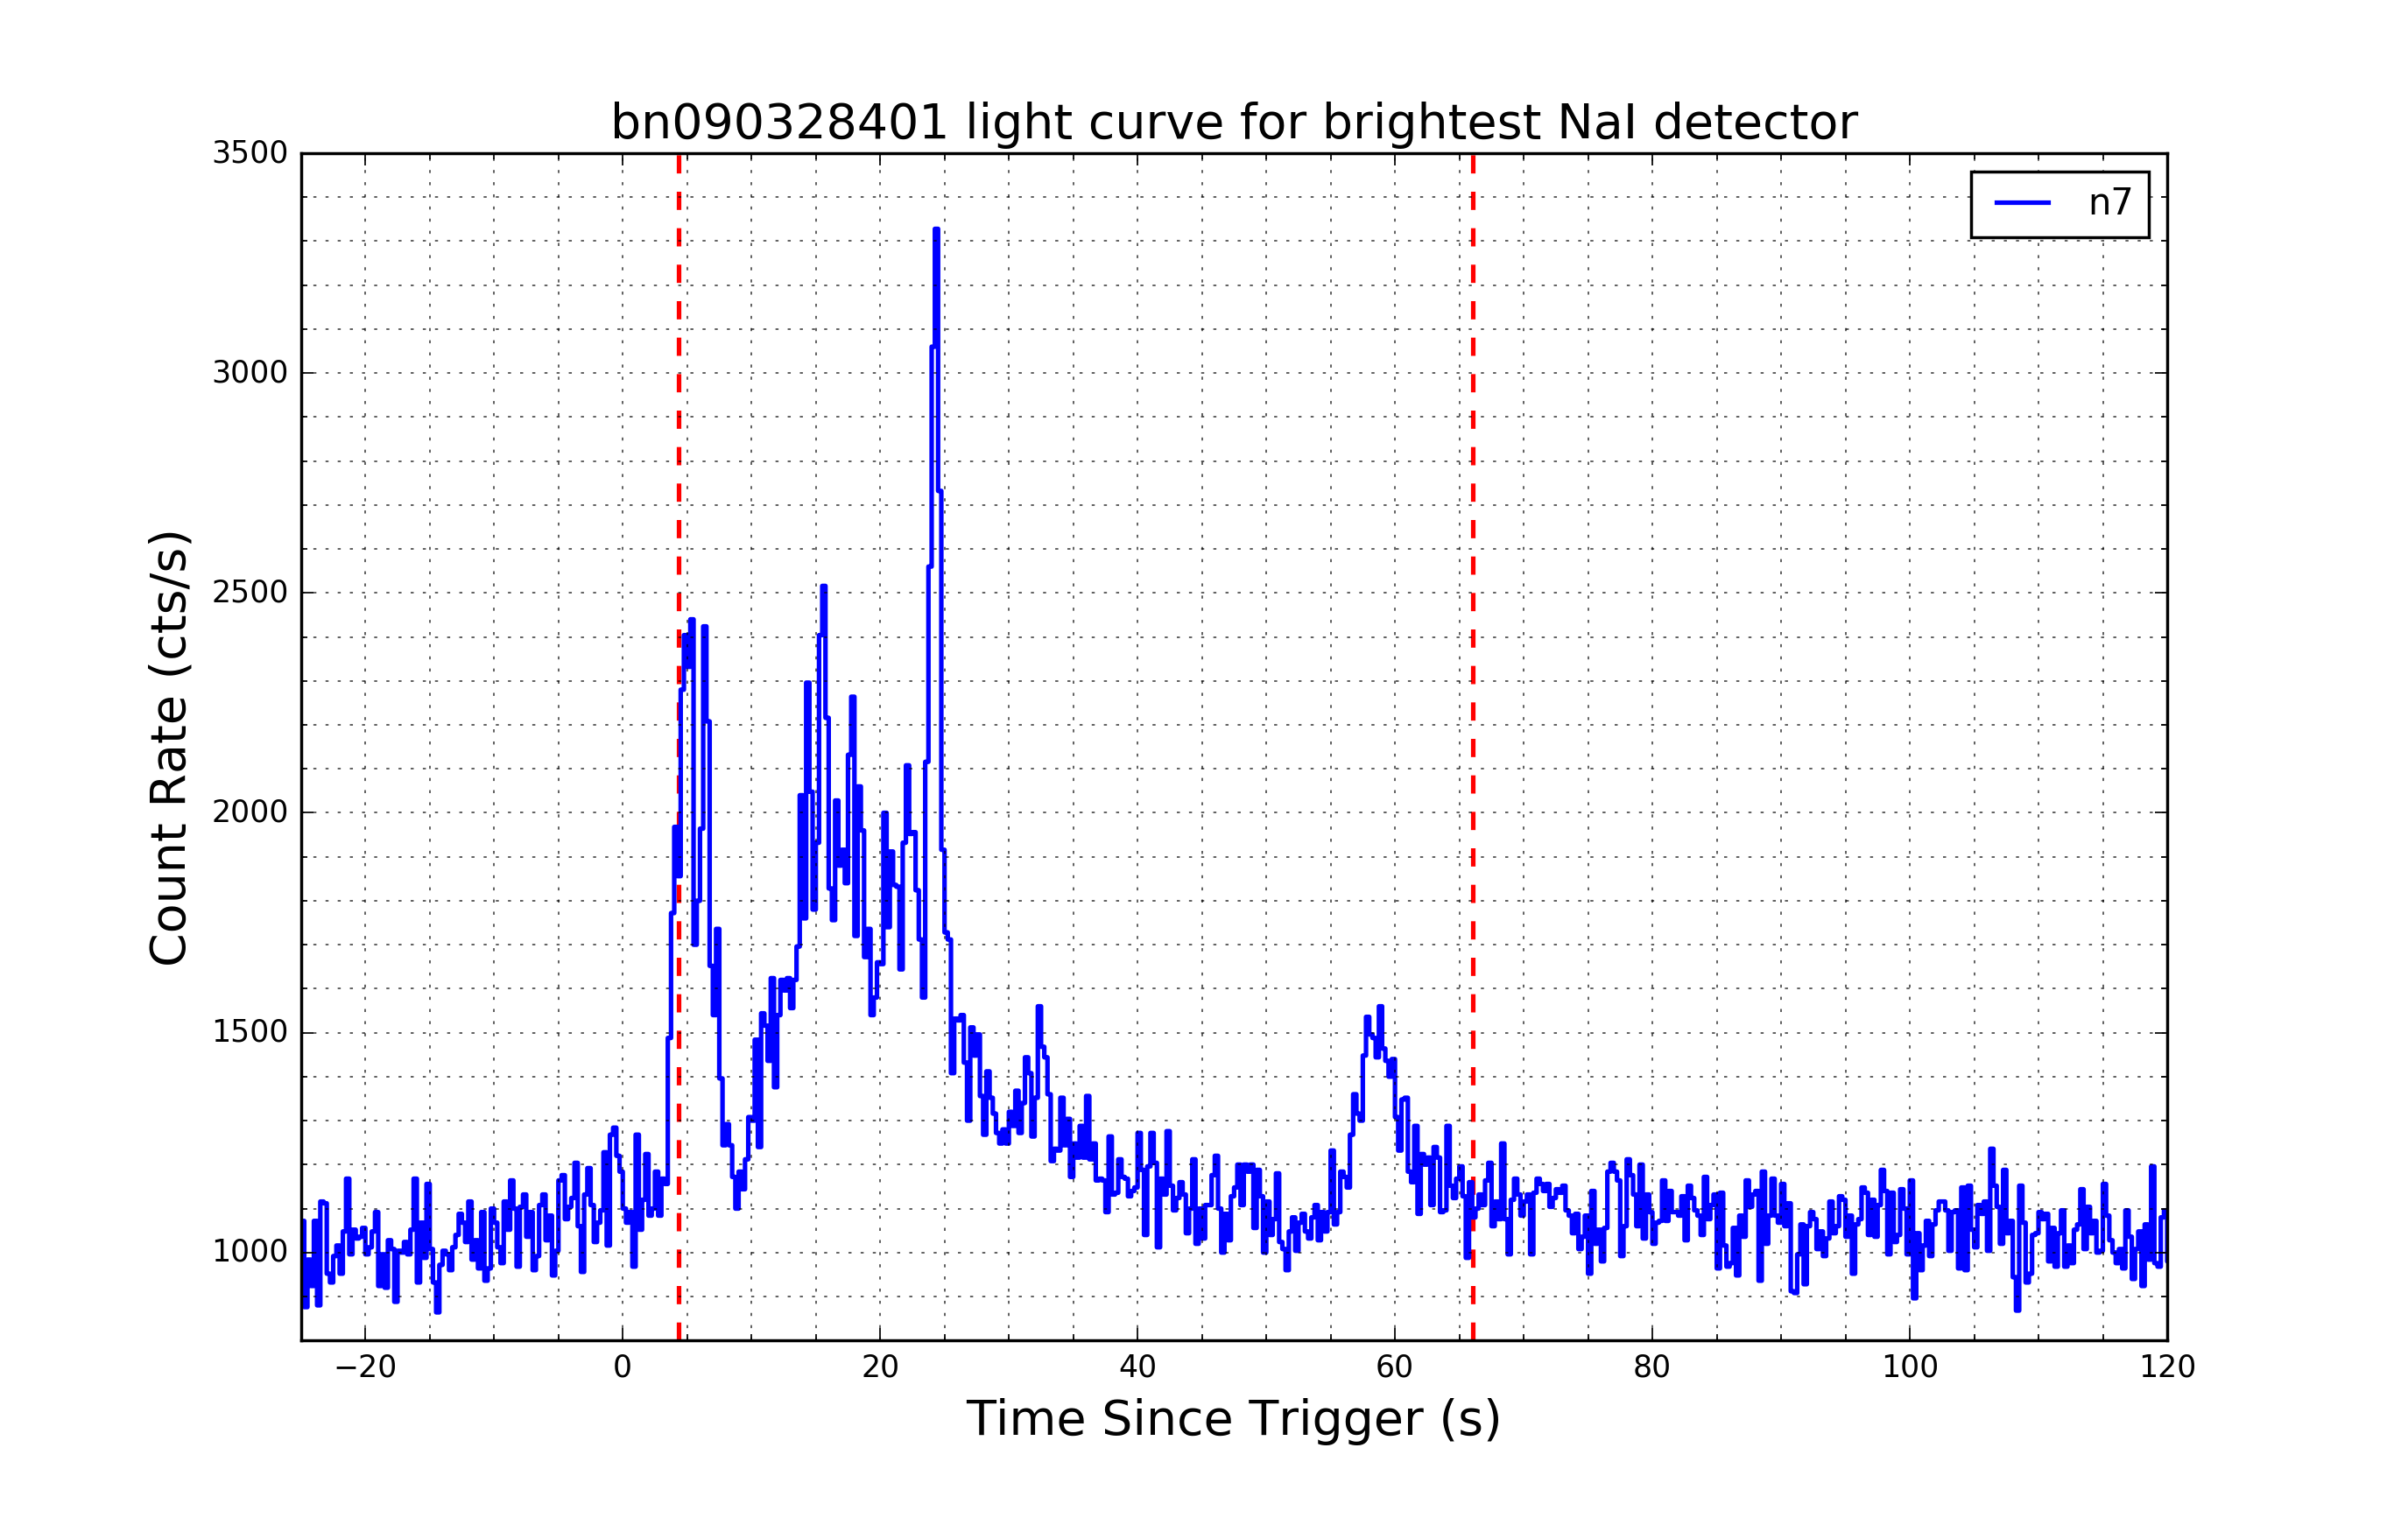 bn090328401 light curve for brightest NaI detector
n7
3500
3000
2500
2000
1500
1000
Count Rate (cts/s)
−20 0 20 40 60 80 100 120
Time Since Trigger (s)